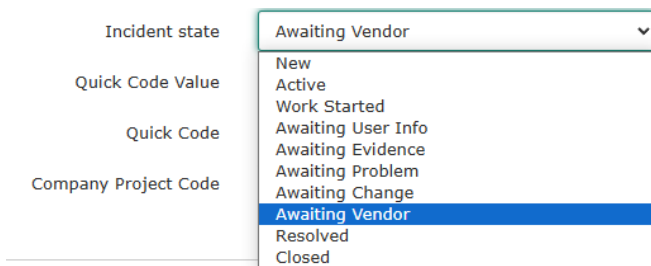 Incident state
Awaiting Vendor
New
Quick Code Value
Active
Work Started
Quick Code
Awaiting User Info
Awaiting Evidence
Awaiting Problem
Company Project Code
Awaiting Change
Awaiting Vendor
Resolved
Closed